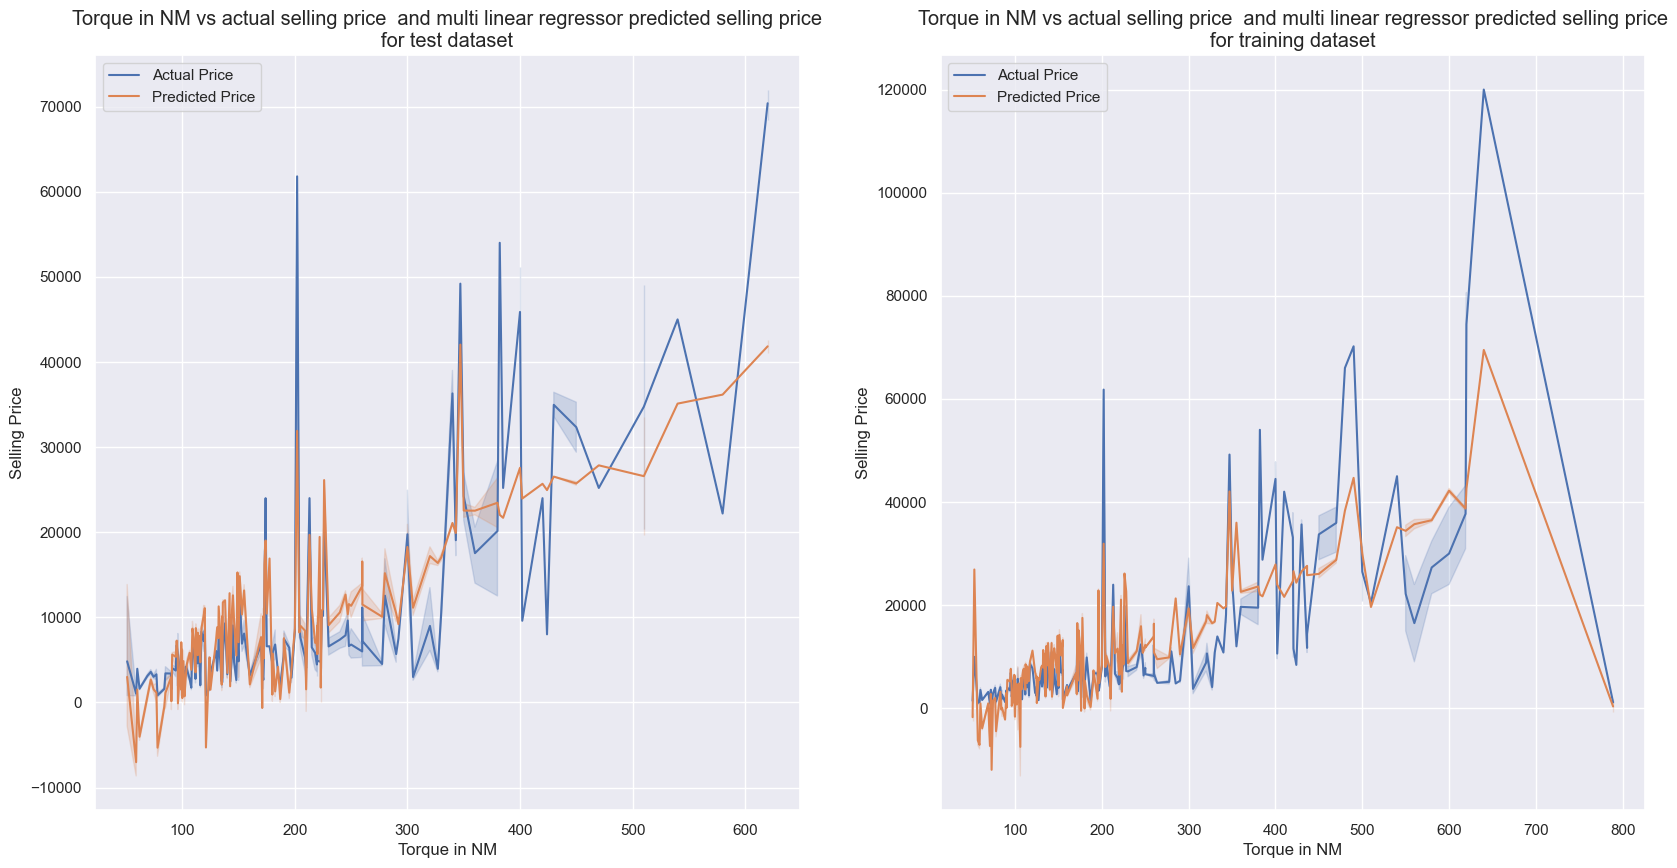 Torque in NM vs actual selling price  and multi linear regressor predicted selling price
for test dataset
Actual Price
Predicted Price
70000
60000
50000
40000
30000
20000
10000
0
−10000
Selling Price
100
200
300
400
500
600
Torque in NM
Torque in NM vs actual selling price  and multi linear regressor predicted selling price
for training dataset
Actual Price
Predicted Price
120000
100000
80000
60000
40000
20000
0
Selling Price
100
200
300
400
500
600
700
800
Torque in NM